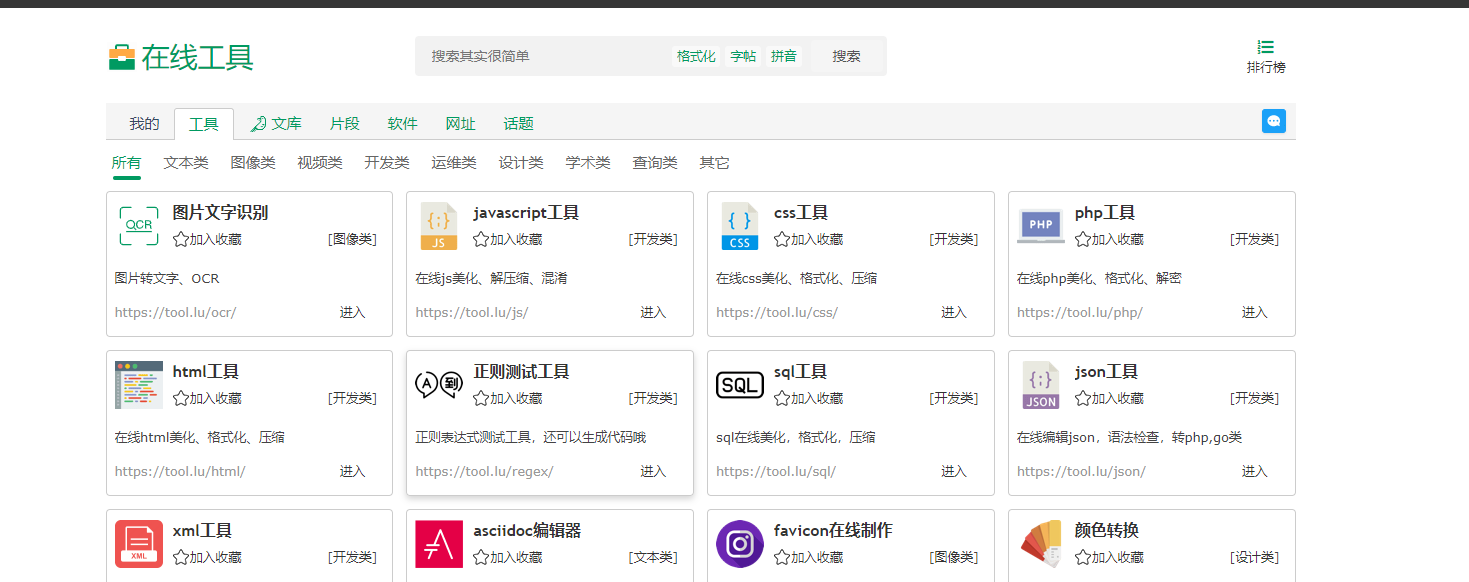 在线工具
搜索其实很简单 格式化 字帖 拼音 搜索
排行榜
我的 工具 文库 片段 软件 网址 话题
所有 文本类 图像类 视频类 开发类 运维类 设计类 学术类 查询类 其它
OCR
图片文字识别
加入收藏 [图像类]
图片转文字、OCR
https://tool.lu/ocr/ 进入
{;}
JS
javascript工具
加入收藏 [开发类]
在线js美化、解压缩、混淆
https://tool.lu/js/ 进入
{ }
CSS
css工具
加入收藏 [开发类]
在线css美化、格式化、压缩
https://tool.lu/css/ 进入
PHP
php工具
加入收藏 [开发类]
在线php美化、格式化、解密
https://tool.lu/php/ 进入
html工具
加入收藏 [开发类]
在线html美化、格式化、压缩
https://tool.lu/html/ 进入
A 到
正则测试工具
加入收藏 [开发类]
正则表达式测试工具，还可以生成代码哦
https://tool.lu/regex/ 进入
SQL
sql工具
加入收藏 [开发类]
sql在线美化，格式化，压缩
https://tool.lu/sql/ 进入
{;}
JSON
json工具
加入收藏 [开发类]
在线编辑json，语法检查，转php,go类
https://tool.lu/json/ 进入
XML
xml工具
加入收藏 [开发类]
asciidoc编辑器
加入收藏 [文本类]
favicon在线制作
加入收藏 [图像类]
颜色转换
加入收藏 [设计类]